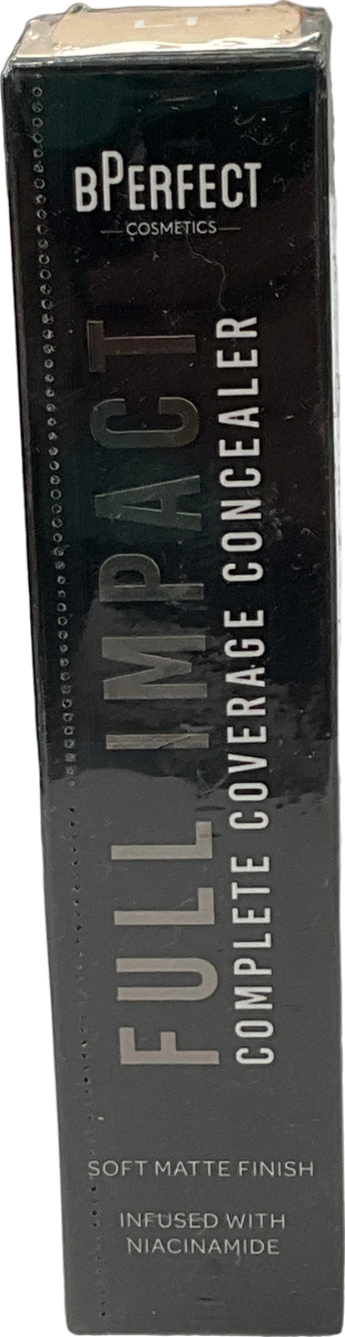 BPERFECT
COSMETICS
FULL IMPACT
COMPLETE COVERAGE CONCEALER
SOFT MATTE FINISH
INFUSED WITH
NIACINAMIDE